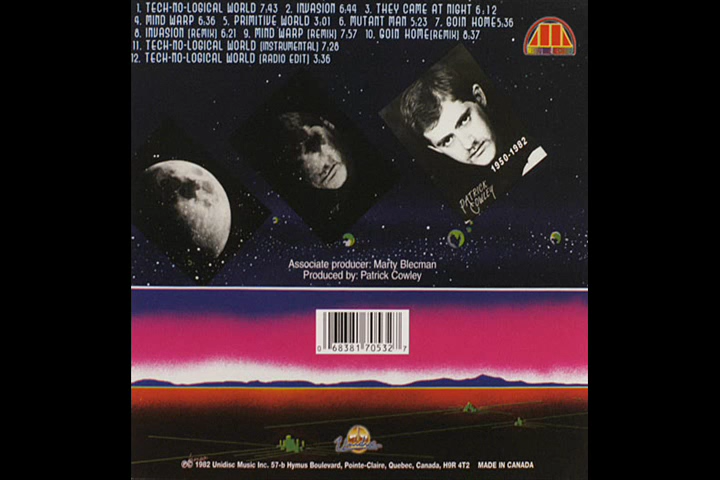 1. TECH-NO-LOGICAL WORLD 7.43 2. INVASION 6.44 3. THEY CAME AT NIGHT 6.12
4. MIND WARP 6.36 5. PRIMITIVE WORLD 3.01 6. MUTANT MAN 5.23 7. GOIN HOME 5.36
8. INVASION (REMIX) 6.21 9. MIND WARP (REMIX) 7.57 10. GOIN HOME (REMIX) 8.37
11. TECH-NO-LOGICAL WORLD (INSTRUMENTAL) 7.28
12. TECH-NO-LOGICAL WORLD (RADIO EDIT) 3.36
1950-1982
PATRICK
COWLEY
Associate producer: Marty Blecman
Produced by: Patrick Cowley
0 68381 70532 7
℗© 1982 Unidisc Music Inc. 57-b Hymus Boulevard, Pointe-Claire, Quebec, Canada, H9R 4T2 MADE IN CANADA